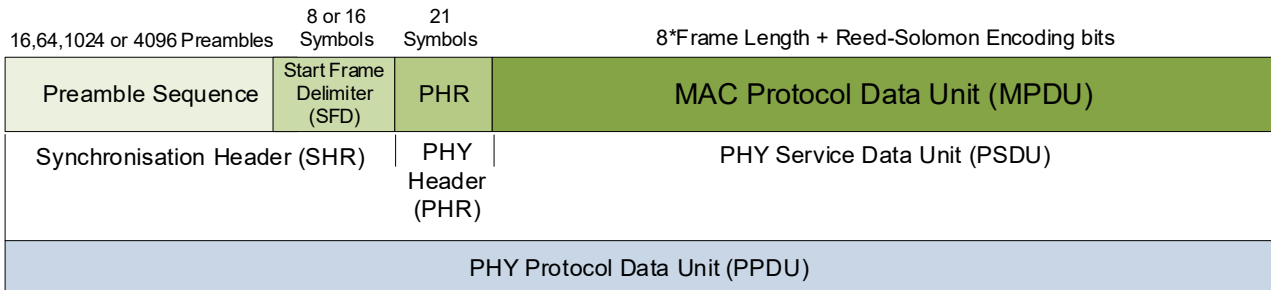 16,64,1024 or 4096 Preambles
8 or 16
Symbols
21
Symbols
8*Frame Length + Reed-Solomon Encoding bits
Preamble Sequence
Start Frame
Delimiter
(SFD)
PHR
MAC Protocol Data Unit (MPDU)
Synchronisation Header (SHR)
PHY
Header
(PHR)
PHY Service Data Unit (PSDU)
PHY Protocol Data Unit (PPDU)